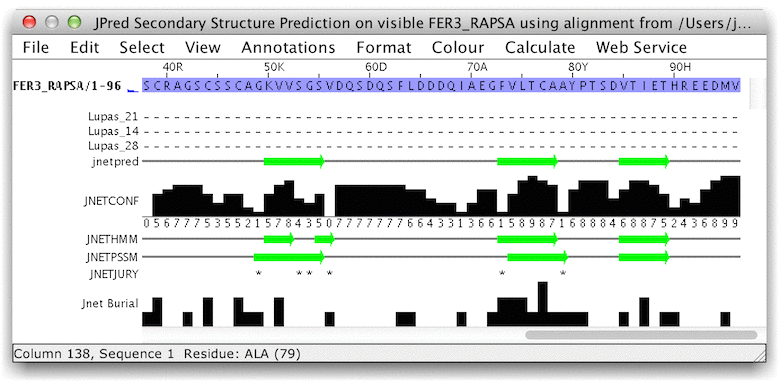 JPred Secondary Structure Prediction on visible FER3_RAPSA using alignment from /Users/j...
File Edit Select View Annotations Format Colour Calculate Web Service
40R 50K 60D 70A 80Y 90H
FER3_RAPSA/1-96 SCRAGSCSSCAGKVVSGSVDQSDQSFLDDDQIAEGFVLTCAAYPTSDVTIETHREEDMV
Lupas_21
Lupas_14
Lupas_28
jnetpred
JNETCONF
JNETHMM
JNETPSSM
JNETJURY * * * * * *
Jnet Burial
Column 138, Sequence 1 Residue: ALA (79)